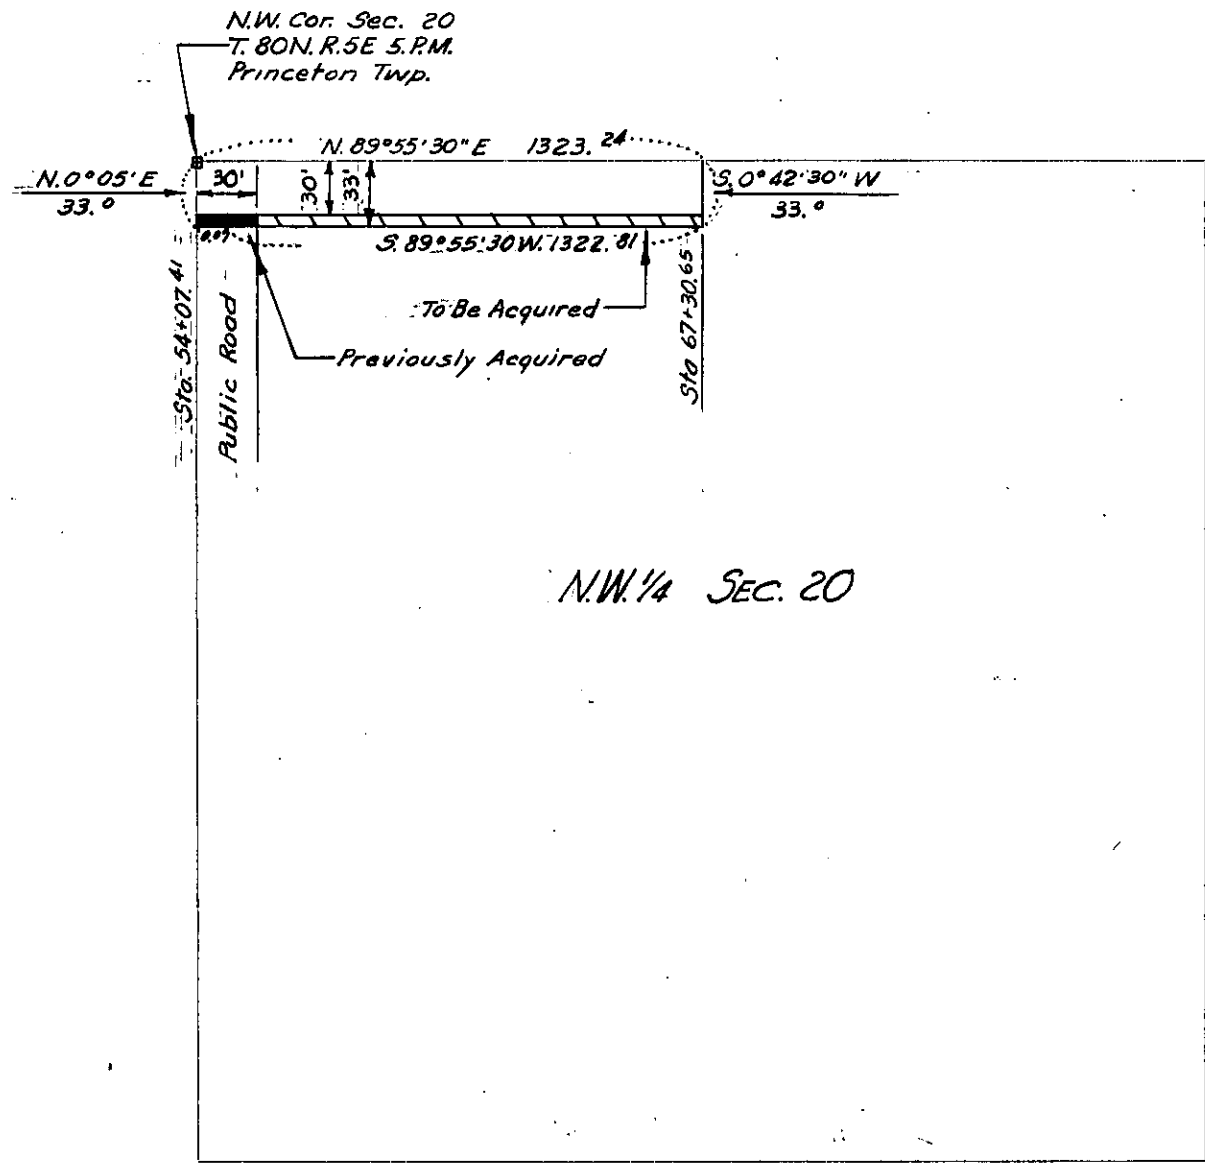 N.W. Cor. Sec. 20
T. 80N. R.5E 5.P.M.
Princeton Twp.
N. 89°55'30" E 1323.24
N.0°05'E
33.0
30'
30'
33'
S. 0°42'30" W
33.0
S. 89°55'30 W. 1322.81
Sta. 54+07.41
Public Road
To Be Acquired
Previously Acquired
Sta 67+30.65
N.W. 1/4 SEC. 20